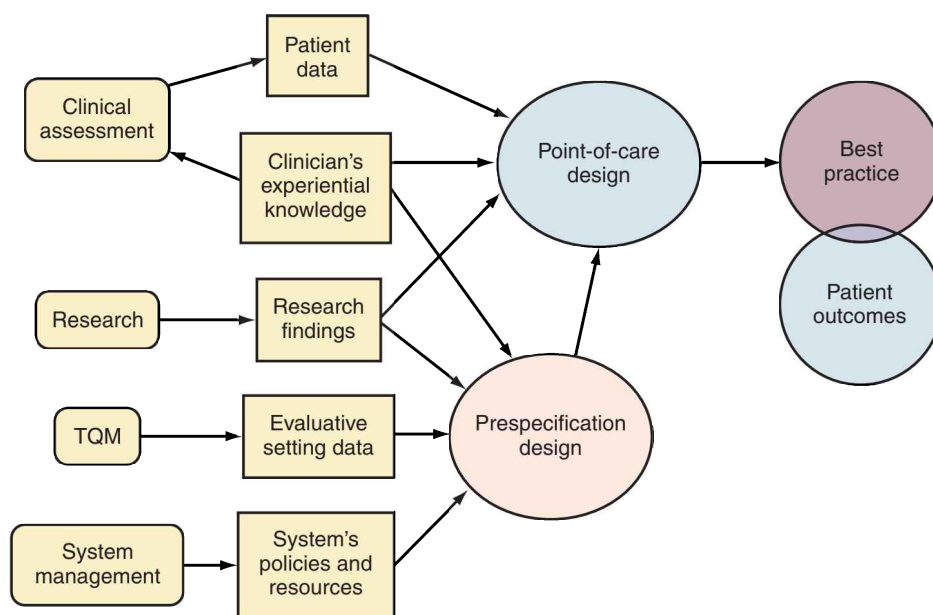 Patient
data
Clinical
assessment
Clinician's
experiential
knowledge
Point-of-care
design
Best
practice
Research
Research
findings
Patient
outcomes
TQM
Evaluative
setting data
Prespecification
design
System
management
System's
policies and
resources